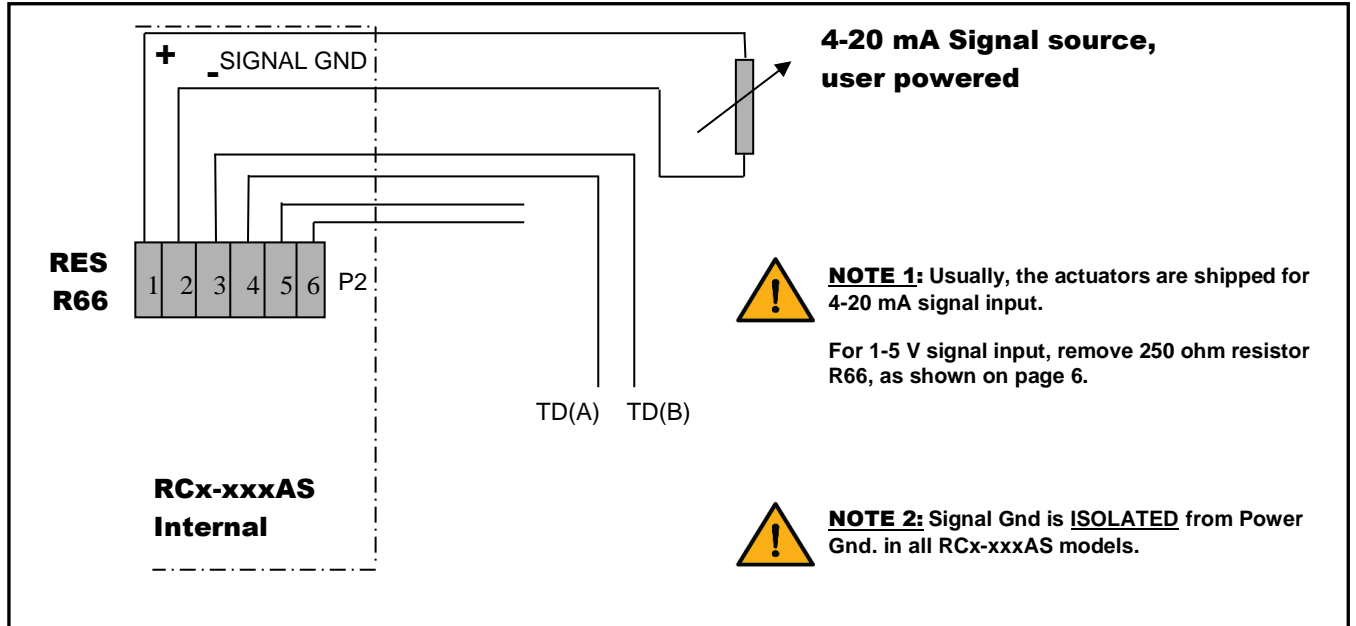 4-20 mA Signal source,
user powered
+
- SIGNAL GND
RES
R66
1 2 3 4 5 6 P2
NOTE 1: Usually, the actuators are shipped for
4-20 mA signal input.
For 1-5 V signal input, remove 250 ohm resistor
R66, as shown on page 6.
TD(A) TD(B)
RCx-xxxAS
Internal
NOTE 2: Signal Gnd is ISOLATED from Power
Gnd. in all RCx-xxxAS models.